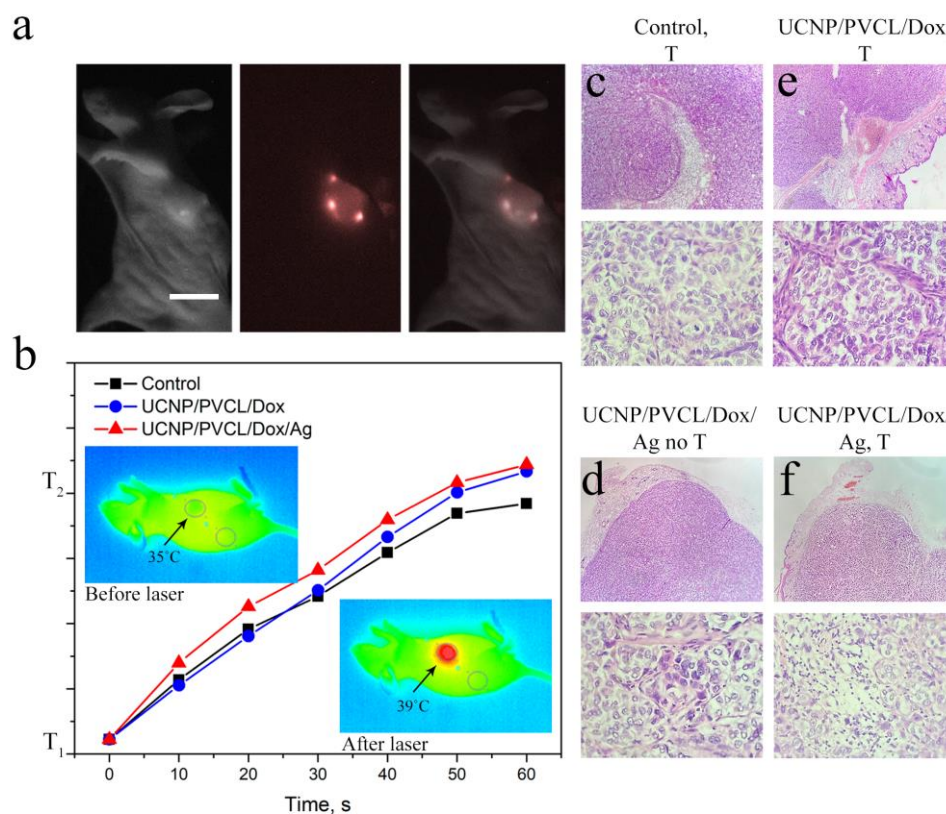 a
b
Control
UCNP/PVCL/Dox
UCNP/PVCL/Dox/Ag
T2
35°C
Before laser
39°C
After laser
T1
0 10 20 30 40 50 60
Time, s
Control,
T
c
UCNP/PVCL/Dox
T
e
UCNP/PVCL/Dox/
Ag no T
d
UCNP/PVCL/Dox
Ag, T
f